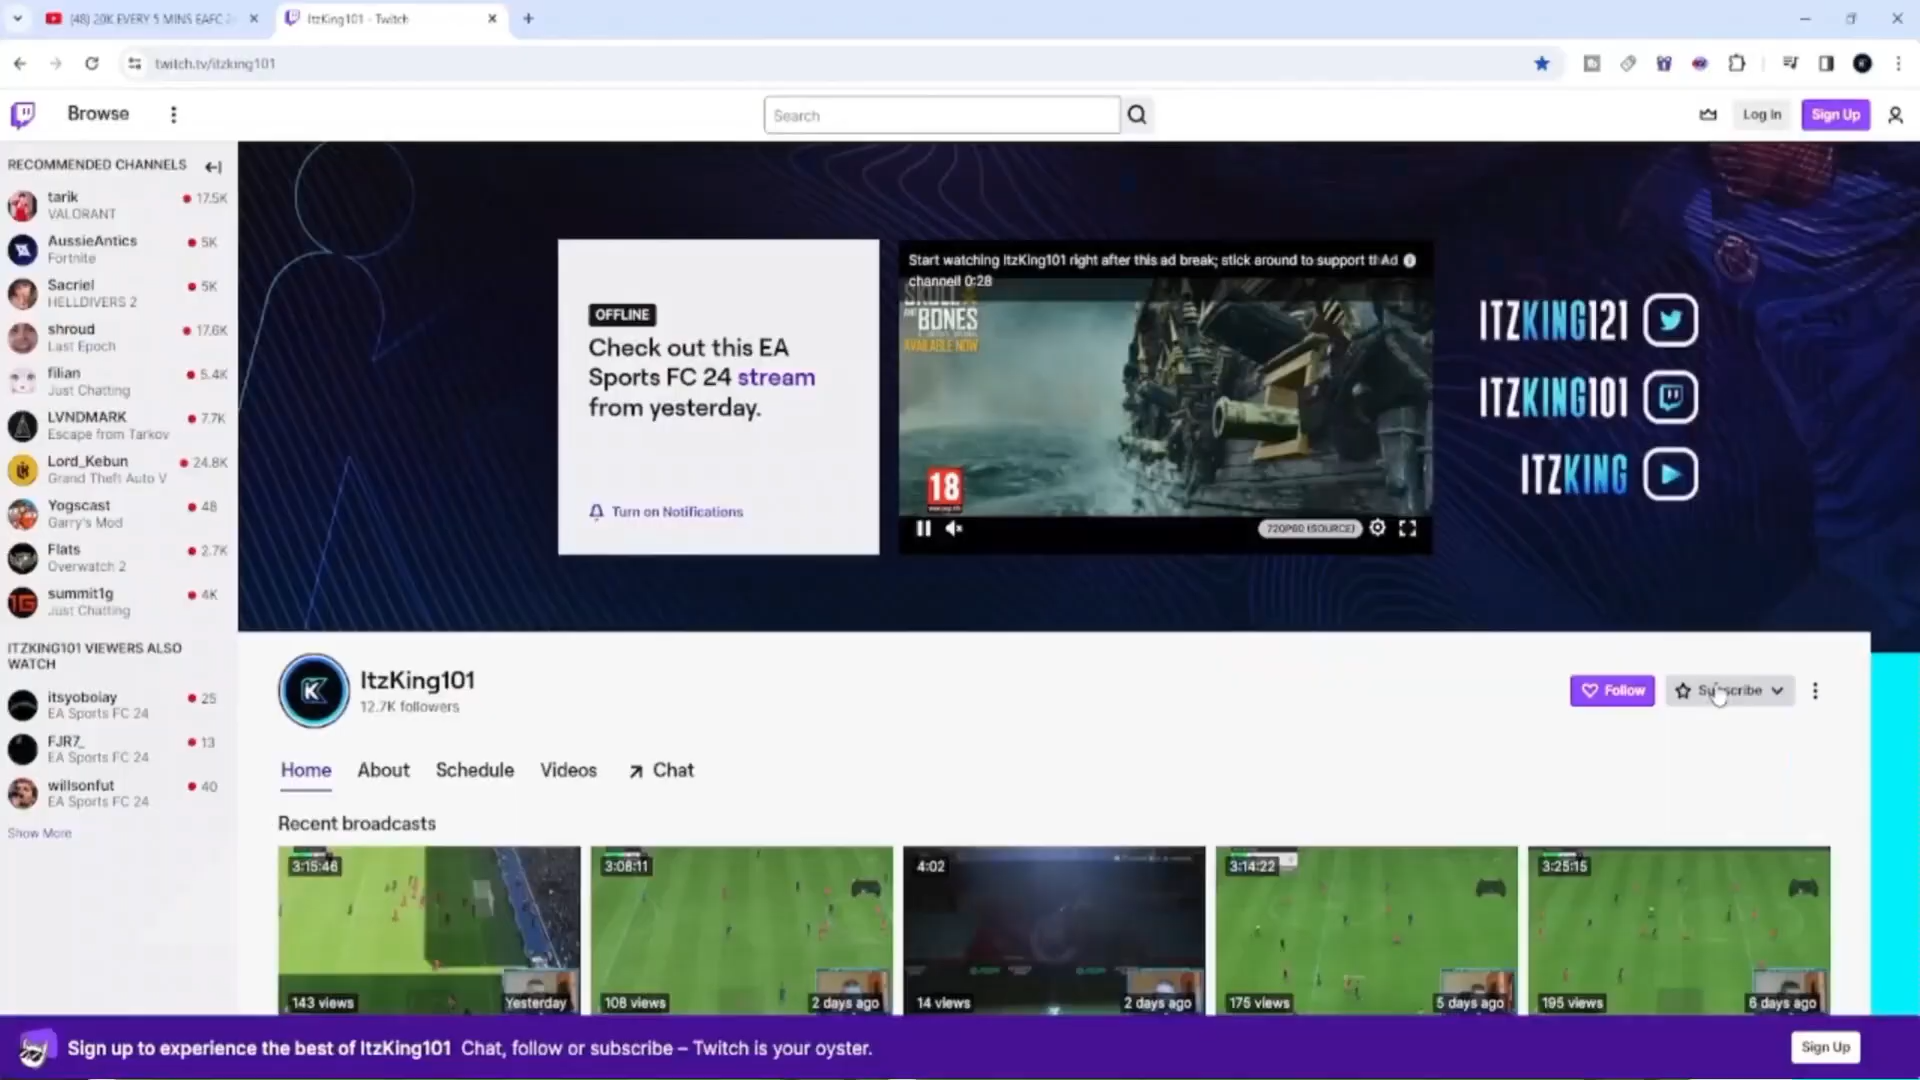 (48) 20K EVERY 5 MINS EAFC 2
ItzKing101 - Twitch
twitch.tv/itzking101
Browse
Search
Log In
Sign Up
RECOMMENDED CHANNELS
tarik
17.5K
VALORANT
AussieAntics
5K
Fortnite
Sacriel
5K
HELLDIVERS 2
shroud
17.6K
Last Epoch
filian
5.4K
Just Chatting
LVNDMARK
7.7K
Escape from Tarkov
Lord_Kebun
24.8K
Grand Theft Auto V
Yogscast
48
Garry's Mod
Flats
2.7K
Overwatch 2
summit1g
4K
Just Chatting
ITZKING101 VIEWERS ALSO
WATCH
itsyobolay
25
EA Sports FC 24
FJR7_
13
EA Sports FC 24
willsonfut
40
EA Sports FC 24
Show More
OFFLINE
Check out this EA
Sports FC 24 stream
from yesterday.
Turn on Notifications
Start watching ItzKing101 right after this ad break; stick around to support th Ad
channel! 0:28
SKULL
AND BONES
AVAILABLE NOW
18
720P60 (SOURCE)
ITZKING121
ITZKING101
ITZKING
ItzKing101
12.7K followers
Follow
Subscribe
Home
About
Schedule
Videos
Chat
Recent broadcasts
3:15:46
143 views
Yesterday
3:08:11
108 views
2 days ago
4:02
14 views
2 days ago
3:14:22
175 views
5 days ago
3:25:15
195 views
6 days ago
Sign up to experience the best of ItzKing101 Chat, follow or subscribe – Twitch is your oyster.
Sign Up